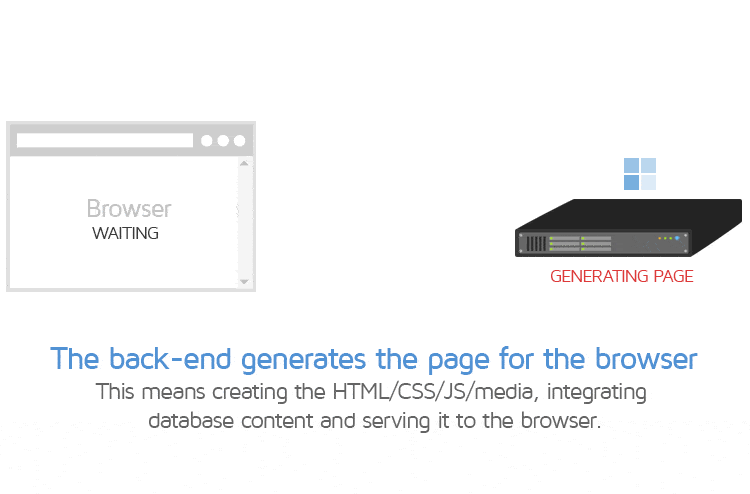 Browser
WAITING
GENERATING PAGE
The back-end generates the page for the browser
This means creating the HTML/CSS/JS/media, integrating
database content and serving it to the browser.